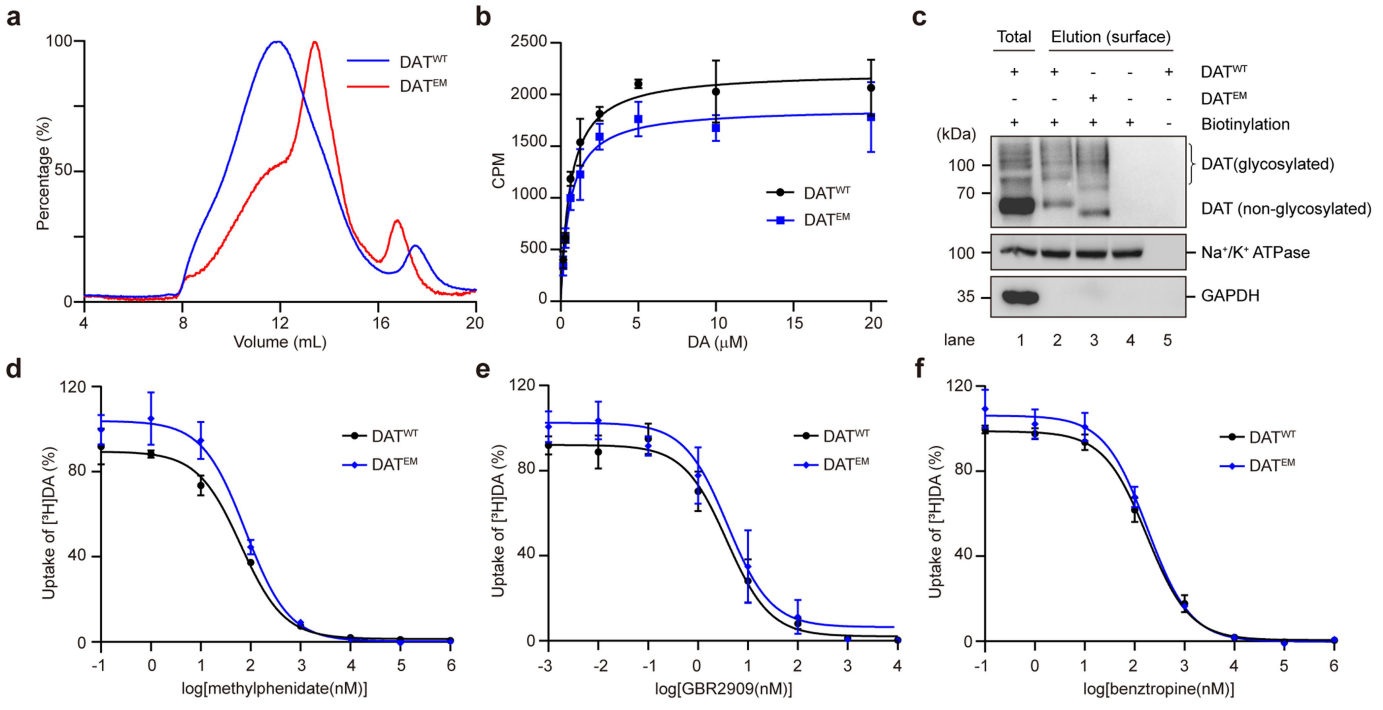 a
100
50
0
Percentage (%)
4 8 12 16 20
Volume (mL)
DATᵂᵀ
DATᴱᴹ
b
2500
2000
1500
1000
500
0
CPM
0 5 10 15 20
DA (μM)
DATᵂᵀ
DATᴱᴹ
c
Total Elution (surface)
+ + - - + DATᵂᵀ
- - + - - DATᴱᴹ
+ + + + - Biotinylation
(kDa)
100
70
DAT(glycosylated)
DAT (non-glycosylated)
100 Na⁺/K⁺ ATPase
35 GAPDH
lane 1 2 3 4 5
d
120
80
40
0
Uptake of [³H]DA (%)
-1 0 1 2 3 4 5 6
log[methylphenidate(nM)]
DATᵂᵀ
DATᴱᴹ
e
120
80
40
0
Uptake of [³H]DA (%)
-3 -2 -1 0 1 2 3 4
log[GBR2909(nM)]
DATᵂᵀ
DATᴱᴹ
f
120
80
40
0
Uptake of [³H]DA (%)
-1 0 1 2 3 4 5 6
log[benztropine(nM)]
DATᵂᵀ
DATᴱᴹ